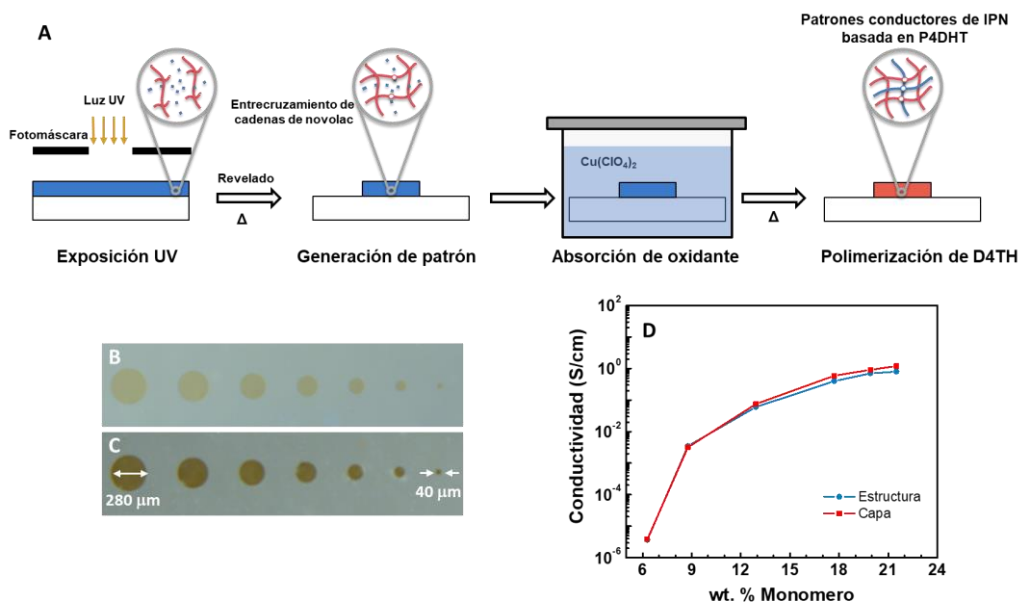 A
Luz UV
Fotomáscara
Exposición UV
Revelado
Δ
Entrecruzamiento de
cadenas de novolac
Generación de patrón
Cu(ClO₄)₂
Absorción de oxidante
Δ
Patrones conductores de IPN
basada en P4DHT
Polimerización de D4TH
B
C
280 µm
40 µm
D
Conductividad (S/cm)
10²
10⁰
10⁻²
10⁻⁴
10⁻⁶
Estructura
Capa
6 9 12 15 18 21 24
wt. % Monomero